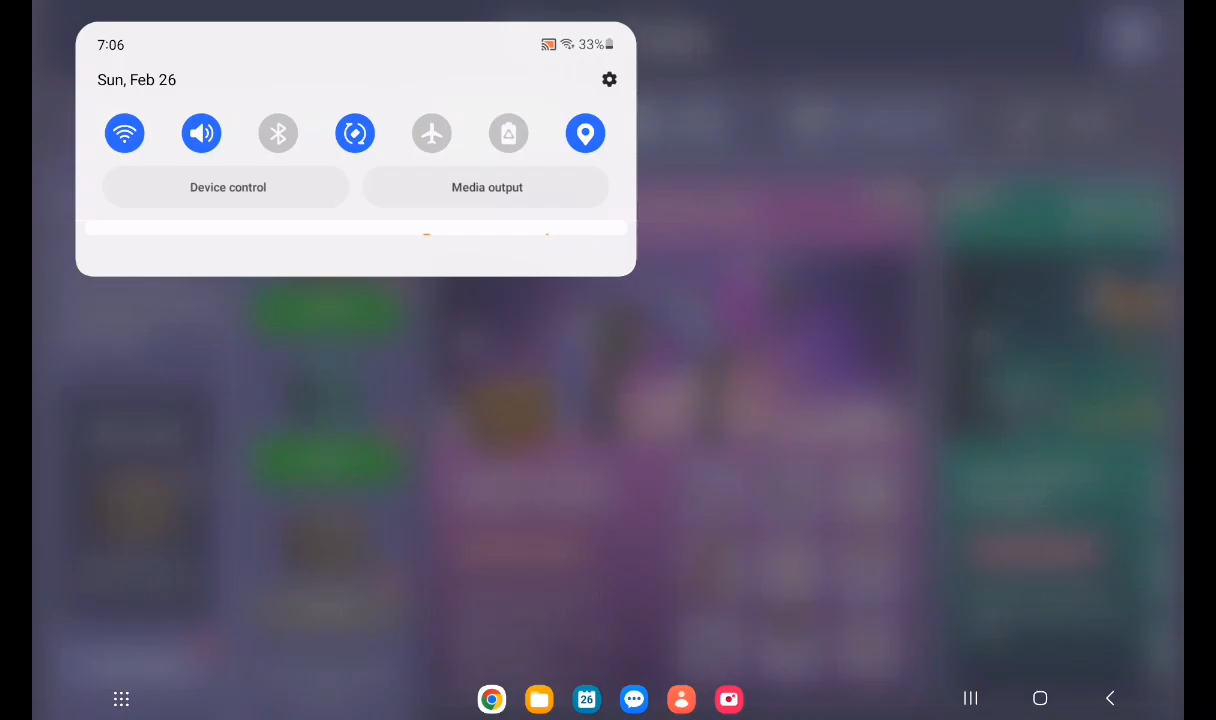 7:06
33%
Sun, Feb 26
Device control
Media output
26